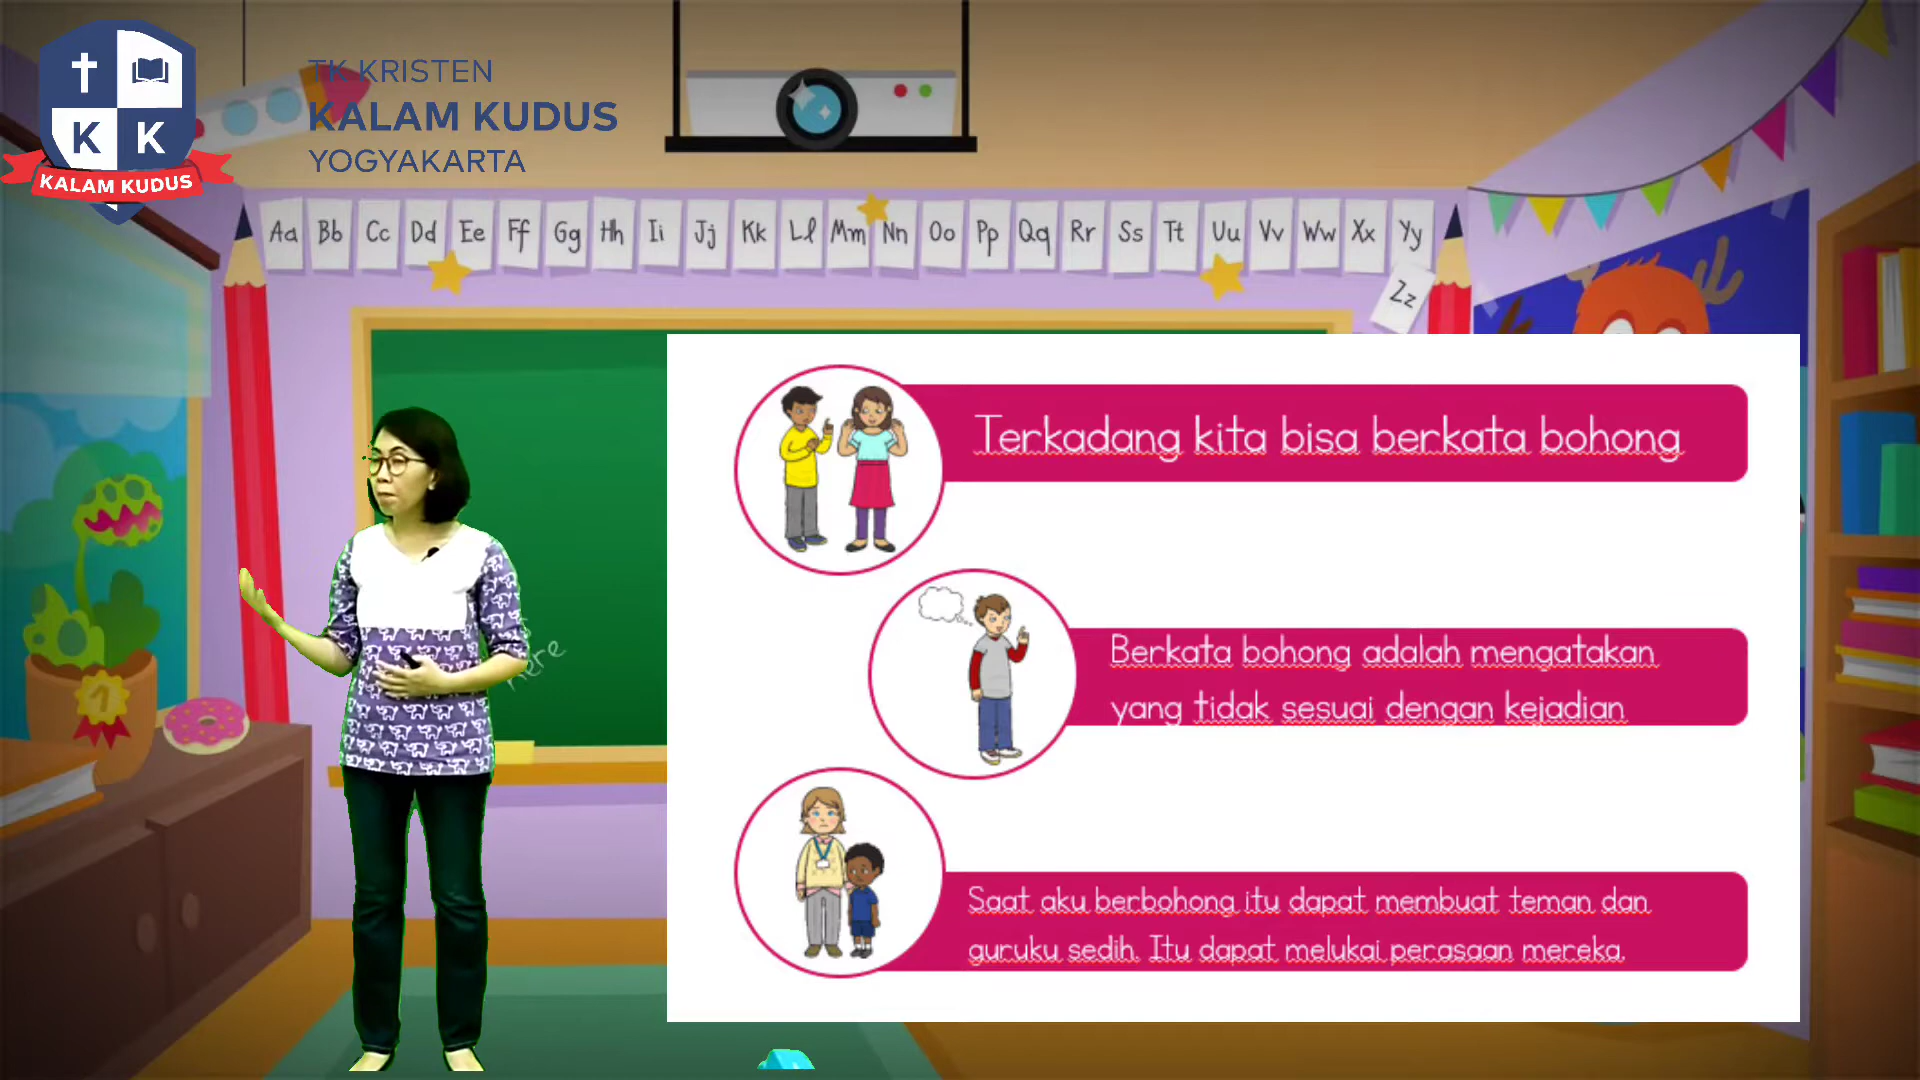 TK KRISTEN
KALAM KUDUS
YOGYAKARTA
K K
KALAM KUDUS
Aa Bb Cc Dd Ee Ff Gg Hh Ii Jj Kk Ll Mm Nn Oo Pp Qq Rr Ss Tt Uu Vv Ww Xx Yy
Zz
Terkadang kita bisa berkata bohong
Berkata bohong adalah mengatakan
yang tidak sesuai dengan kejadian
Saat aku berbohong itu dapat membuat teman dan
guruku sedih. Itu dapat melukai perasaan mereka.
here
1